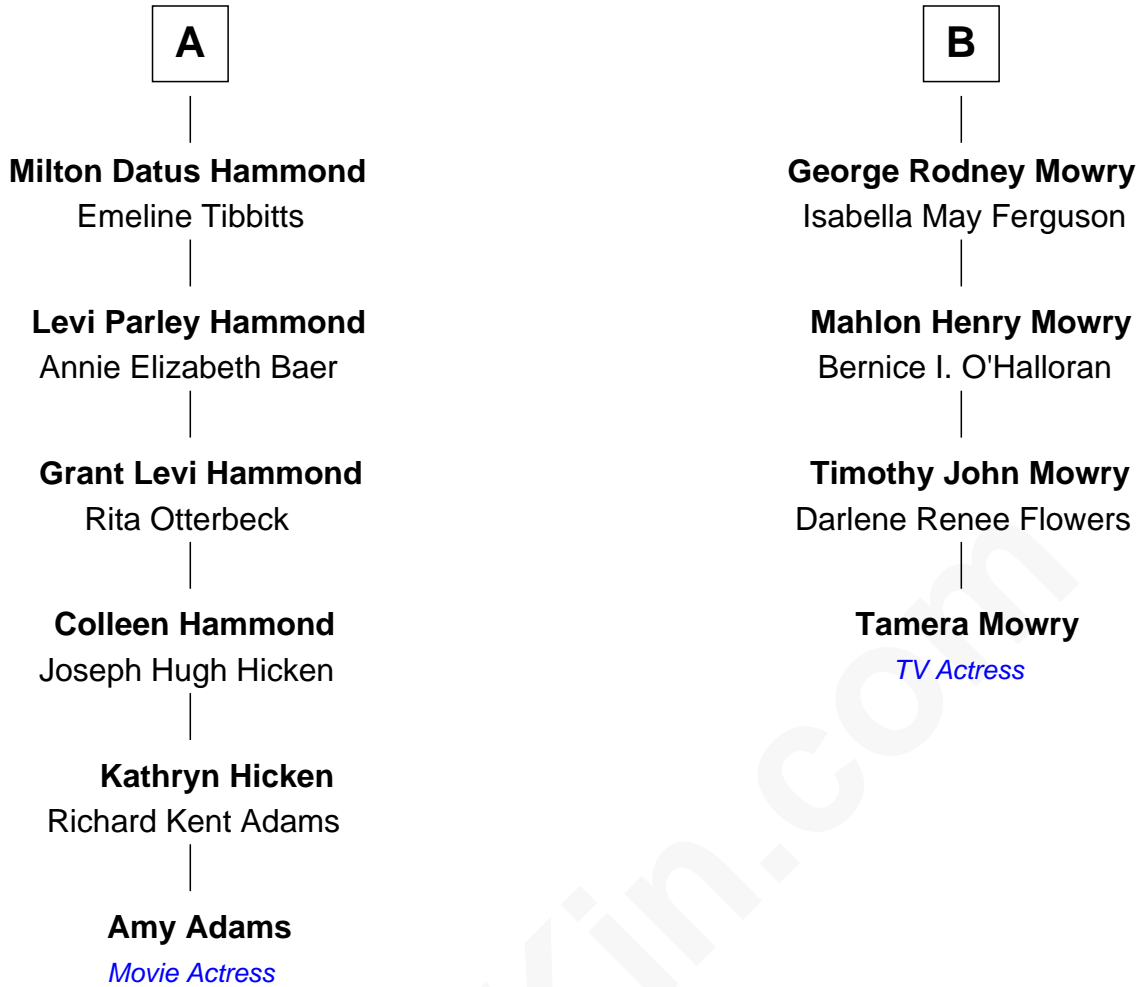 A
Milton Datus Hammond
Emeline Tibbitts
Levi Parley Hammond
Annie Elizabeth Baer
Grant Levi Hammond
Rita Otterbeck
Colleen Hammond
Joseph Hugh Hicken
Kathryn Hicken
Richard Kent Adams
Amy Adams
Movie Actress
B
George Rodney Mowry
Isabella May Ferguson
Mahlon Henry Mowry
Bernice I. O'Halloran
Timothy John Mowry
Darlene Renee Flowers
Tamera Mowry
TV Actress
Kin.com